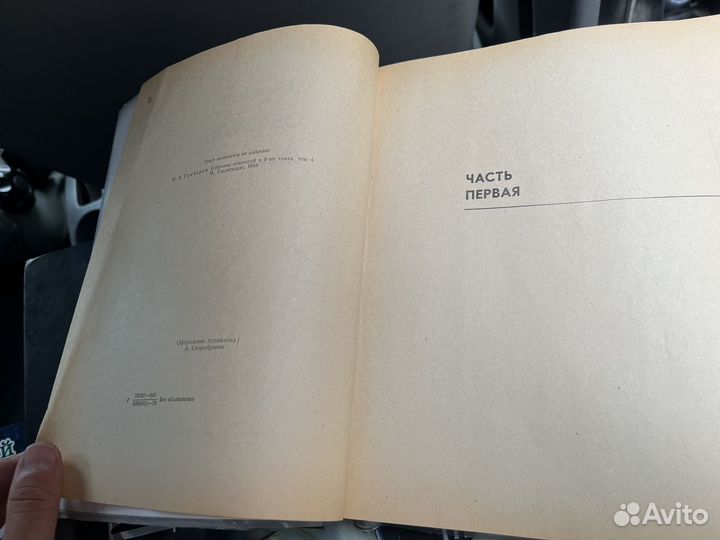 Текст печатается по изданию:
И. А. Гончаров Собрание сочинений в 8-ми томах, том 4,
М. Гослитиздат, 1953
Оформление художника
А. Скородумова
Без объявления
ЧАСТЬ
ПЕРВАЯ
Avito